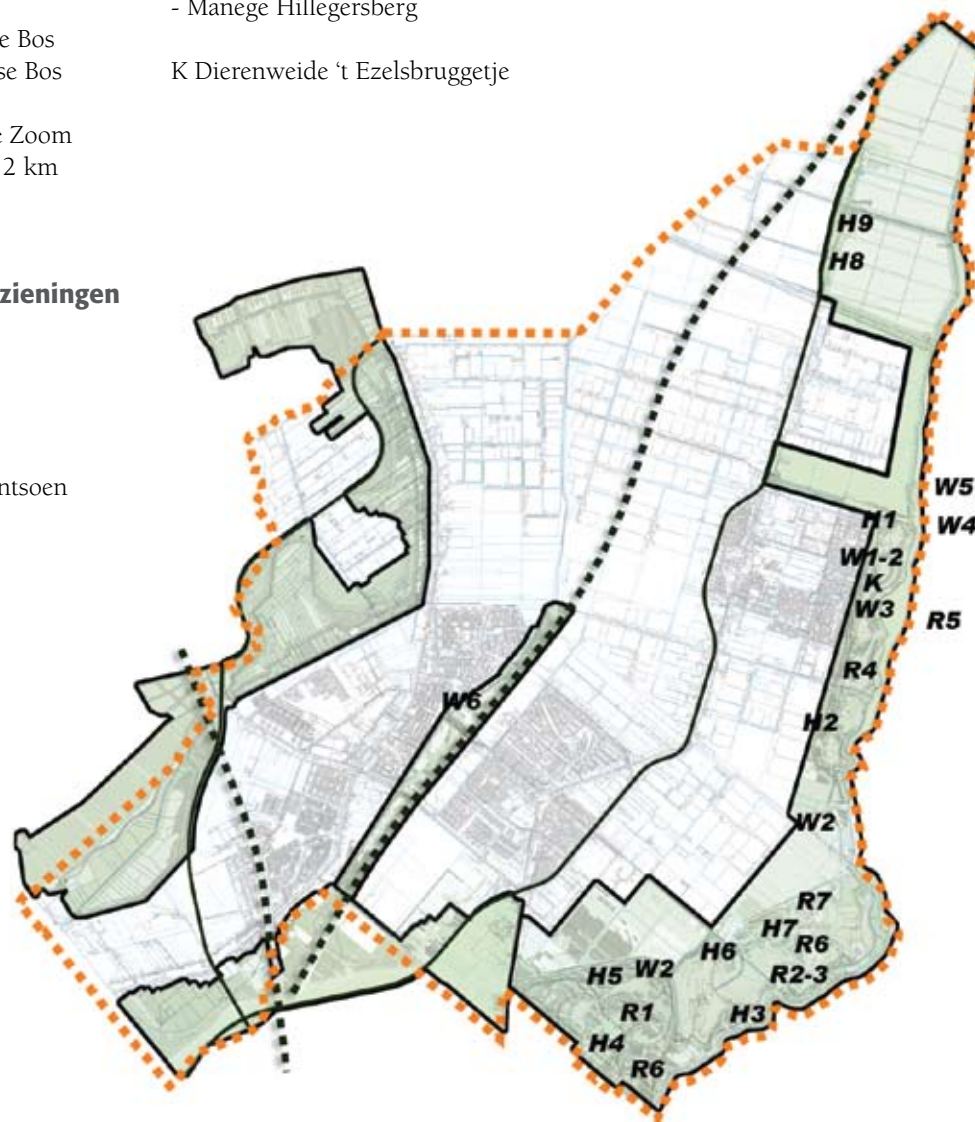 - Manege Hillegersberg
e Bos
se Bos
K Dierenweide ‘t Ezelsbruggetje
e Zoom
2 km
zieningen
ntsoen
H9
H8
W5
H1
W4
W1-2
K
W3
R5
R4
W6
H2
W2
R7
H7
R6
H6
H5
W2
R2-3
R1
H3
H4
R6